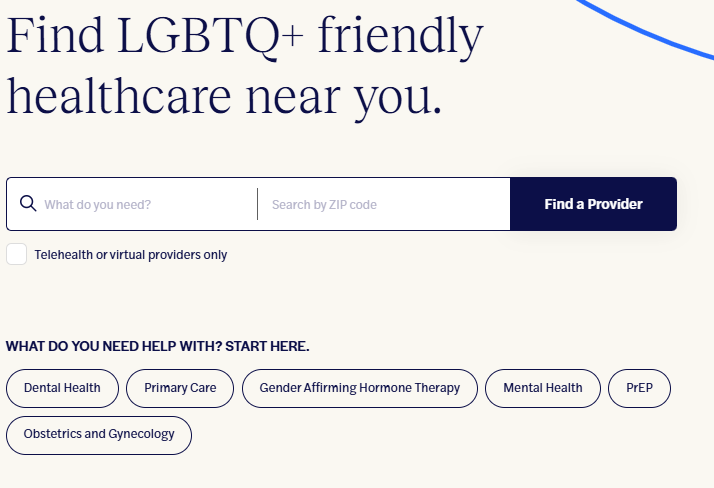 Find LGBTQ+ friendly
healthcare near you.
What do you need?
Search by ZIP code
Find a Provider
Telehealth or virtual providers only
WHAT DO YOU NEED HELP WITH? START HERE.
Dental Health
Primary Care
Gender Affirming Hormone Therapy
Mental Health
PrEP
Obstetrics and Gynecology